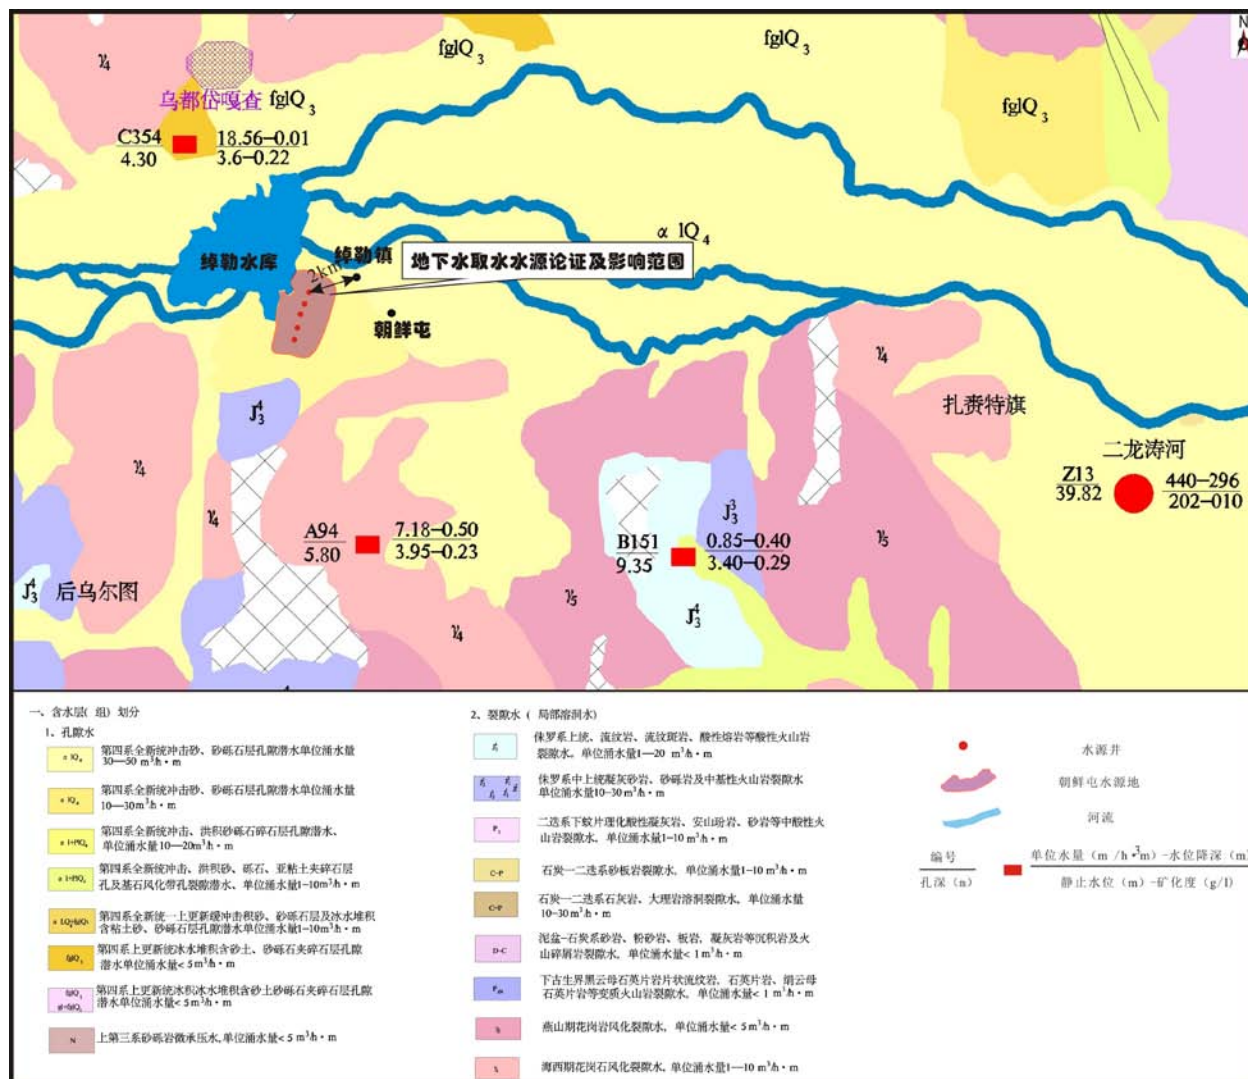 N
γ₄
fglQ₃
fglQ₃
乌都岱嘎查
fglQ₃
fglQ₃
C354
4.30
18.56-0.01
3.6-0.22
α lQ₄
绰勒水库
2km
绰勒镇
地下水取水水源论证及影响范围
朝鲜屯
γ₄
J₃⁴
扎赉特旗
γ₄
二龙涛河
Z13
39.82
440-296
202-010
γ₄
A94
5.80
7.18-0.50
3.95-0.23
J₃³
B151
9.35
0.85-0.40
3.40-0.29
γ₅
J₃⁴
后乌尔图
γ₅
J₃⁴
γ₄
一、含水层( 组) 划分
1、孔隙水
第四系全新统冲击砂、砂砾石层孔隙潜水单位涌水量
30—50 m³/h·m
第四系全新统冲击砂、砂砾石层孔隙潜水单位涌水量
10—30m³/h·m
第四系全新统冲击、洪积砂砾石碎石层孔隙潜水、
单位涌水量10—20m³/h·m
第四系全新统冲击、洪积砂、砾石、亚粘土夹碎石层
孔及基石风化带孔裂隙潜水、单位涌水量1-10m³/h·m
第四系全新统一上更新缓冲击积砂、砂砾石层及冰水堆积
含粘土砂、砂砾石层孔隙潜水单位涌水量1-10m³/h·m
fglQ₃
第四系上更新统冰水堆积含砂土、砂砾石夹碎石层孔隙
潜水单位涌水量< 5m³/h·m
fglQ₃
第四系上更新统冰积冰水堆积含砂土砂砾石夹碎石层孔隙
潜水单位涌水量< 5m³/h·m
N
上第三系砂砾岩微承压水,单位涌水量< 5 m³/h·m
2、裂隙水 ( 局部溶洞水)
侏罗系上统、流纹岩、流纹斑岩、酸性熔岩等酸性火山岩
裂隙水，单位涌水量1—20 m³/h·m
侏罗系中上统凝灰砂岩、砂砾岩及中基性火山岩裂隙水
单位涌水量10-30m³/h·m
二迭系下蚊片理化酸性凝灰岩、安山玢岩、砂岩等中酸性火
山岩裂隙水，单位涌水量1—10 m³/h·m
C-P
石炭一二迭系砂板岩裂隙水，单位涌水量1-10 m³/h·m
C-P
石炭一二迭系石灰岩、大理岩溶洞裂隙水，单位涌水量
10-30m³/h·m
D-C
泥盆-石炭系砂岩、粉砂岩、板岩，凝灰岩等沉积岩及火
山碎屑岩裂隙水，单位涌水量< 1m³/h·m
下古生界黑云母石英片岩片状流纹岩，石英片岩、绢云母
石英片岩等变质火山岩裂隙水，单位涌水量< 1 m³/h·m
燕山期花岗岩风化裂隙水，单位涌水量< 5m³/h·m
海西期花岗石风化裂隙水，单位涌水量1—10 m³/h·m
水源井
朝鲜屯水源地
河流
编号
孔深 (n)
单位水量 (m /h•³m) -水位降深 (m)
静止水位 (m) -矿化度 (g/l)